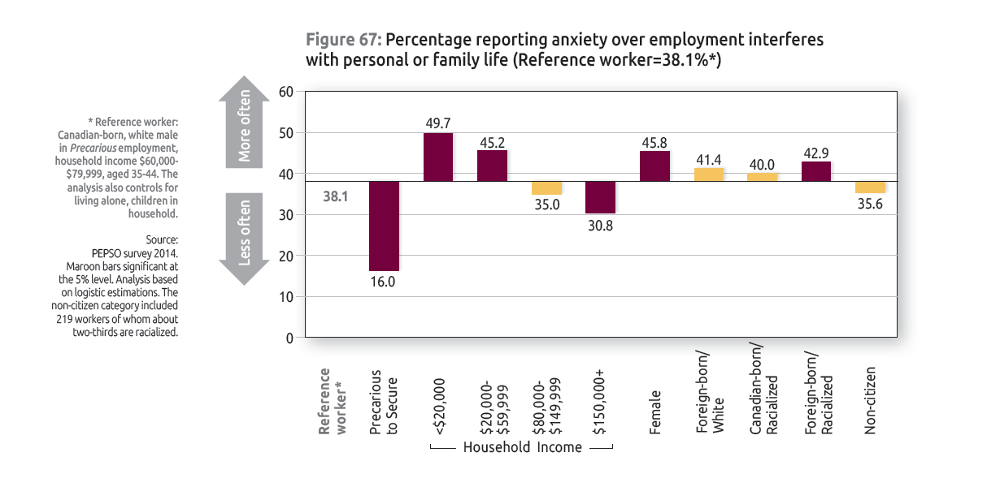 Figure 67: Percentage reporting anxiety over employment interferes
with personal or family life (Reference worker=38.1%*)
* Reference worker:
Canadian-born, white male
in Precarious employment,
household income $60,000-
$79,999, aged 35-44. The
analysis also controls for
living alone, children in
household.
Source:
PEPSO survey 2014.
Maroon bars significant at
the 5% level. Analysis based
on logistic estimations. The
non-citizen category included
219 workers of whom about
two-thirds are racialized.
More often
Less often
60
50
40
30
20
10
0
38.1
16.0
49.7
45.2
35.0
30.8
45.8
41.4
40.0
42.9
35.6
Reference
worker*
Precarious
to Secure
<$20,000
$20,000-
$59,999
$80,000-
$149,999
$150,000+
Female
Foreign-born/
White
Canadian-born/
Racialized
Foreign-born/
Racialized
Non-citizen
Household Income